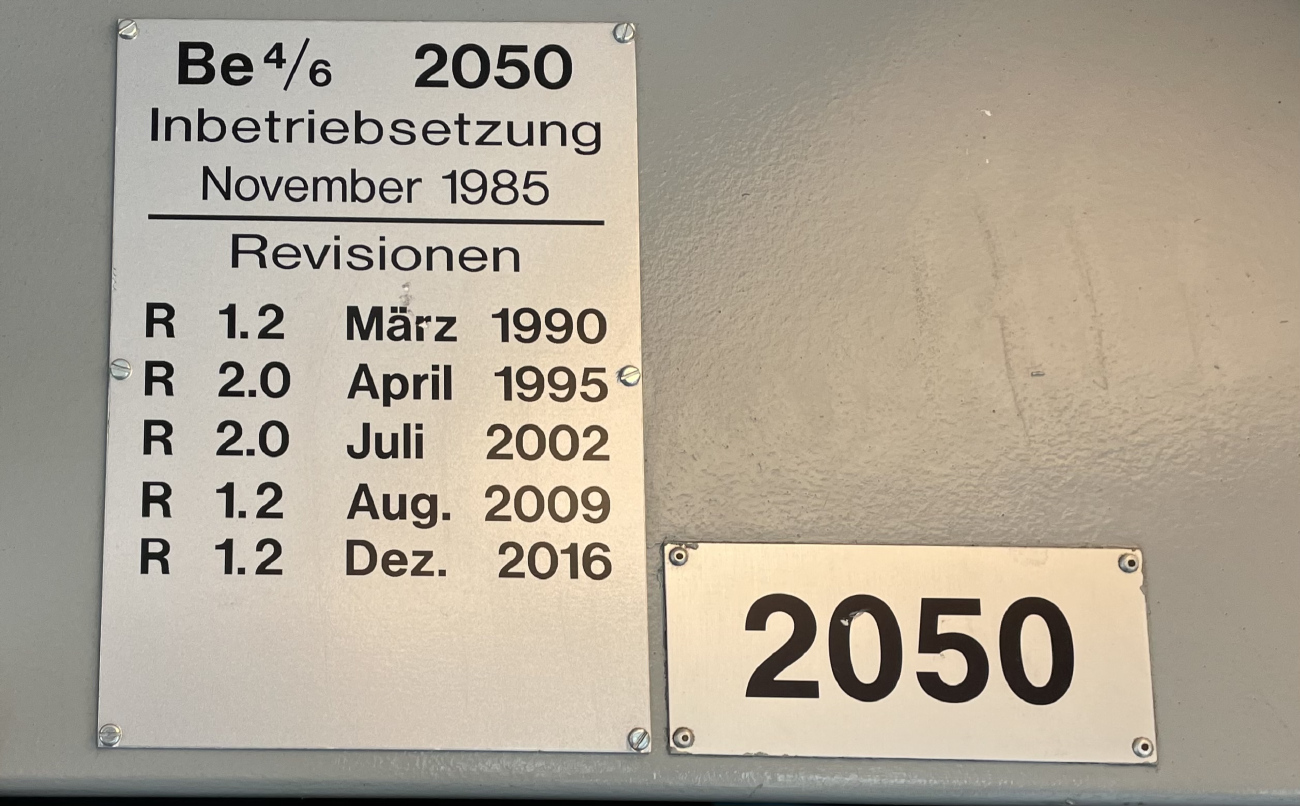 Be 4/6 2050
Inbetriebsetzung
November 1985
Revisionen
R 1.2 März 1990
R 2.0 April 1995
R 2.0 Juli 2002
R 1.2 Aug. 2009
R 1.2 Dez. 2016
2050